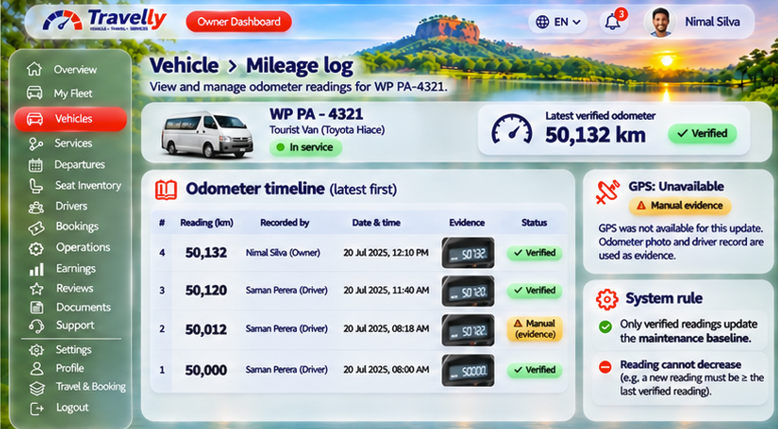 Travelly
VEHICLE • TRAVEL • SERVICES
Owner Dashboard
EN
3
Nimal Silva
Overview
My Fleet
Vehicles
Services
Departures
Seat Inventory
Drivers
Bookings
Operations
Earnings
Reviews
Documents
Support
Settings
Profile
Travel & Booking
Logout
Vehicle > Mileage log
View and manage odometer readings for WP PA-4321.
WP PA - 4321
Tourist Van (Toyota Hiace)
In service
Latest verified odometer
50,132 km
Verified
Odometer timeline (latest first)
# Reading (km) Recorded by Date & time Evidence Status
4 50,132 Nimal Silva (Owner) 20 Jul 2025, 12:10 PM Verified
3 50,120 Saman Perera (Driver) 20 Jul 2025, 11:40 AM Verified
2 50,012 Saman Perera (Driver) 20 Jul 2025, 08:18 AM Manual
(evidence)
1 50,000 Saman Perera (Driver) 20 Jul 2025, 08:00 AM Verified
GPS: Unavailable
Manual evidence
GPS was not available for this update.
Odometer photo and driver record are
used as evidence.
System rule
Only verified readings update
the maintenance baseline.
Reading cannot decrease
(e.g, a new reading must be ≥ the
last verified reading).